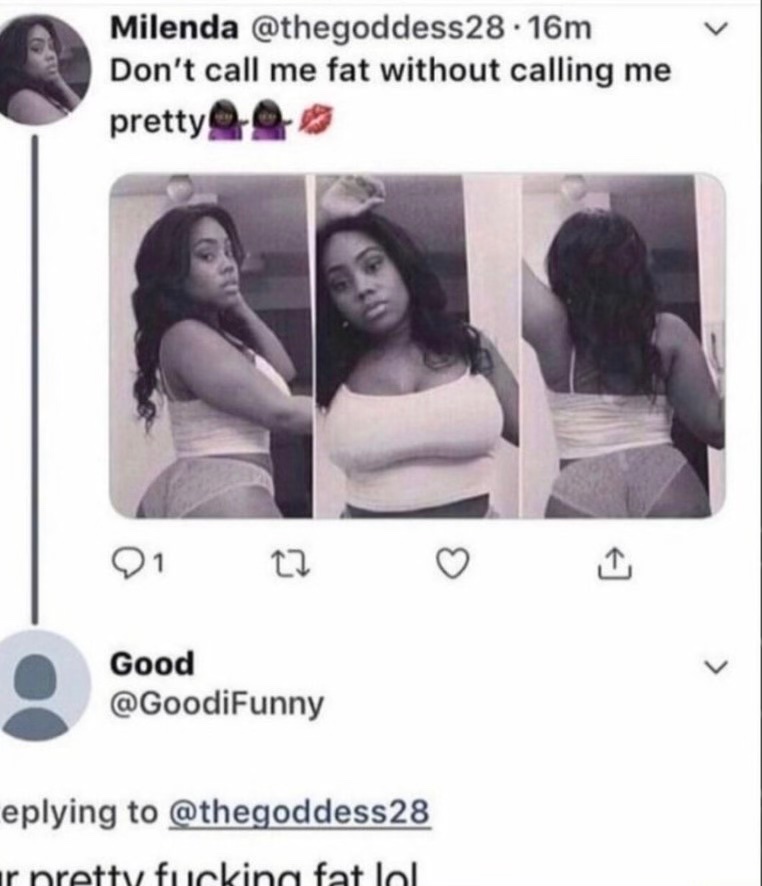 Milenda @thegoddess28 · 16m
Don't call me fat without calling me
pretty💁🏿‍♀️💁🏿‍♀️💋
1
Good
@GoodiFunny
eplying to @thegoddess28
r pretty fucking fat lol